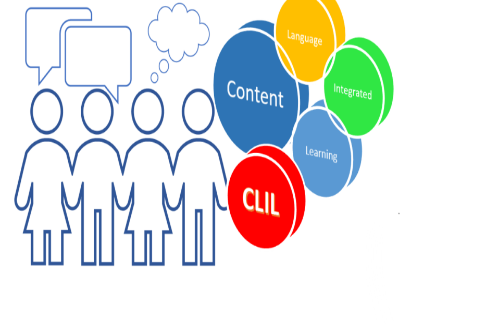 Language
Content
Integrated
Learning
CLIL